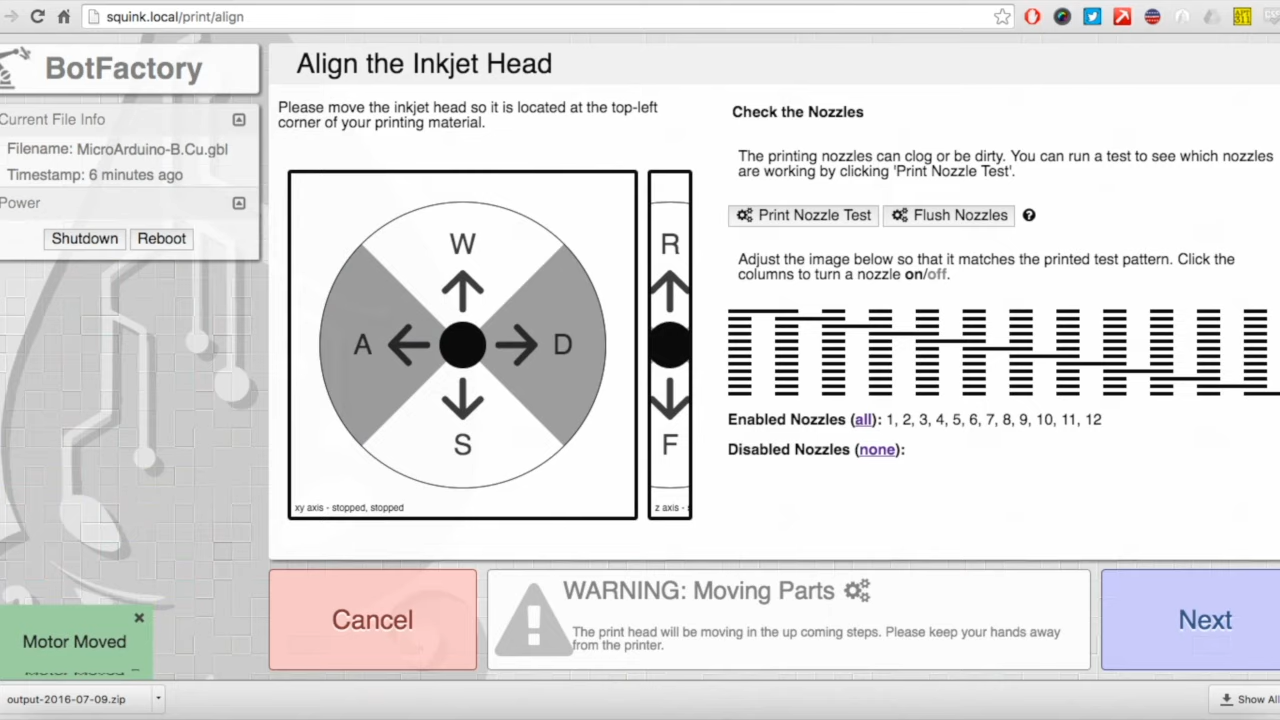 squink.local/print/align
BotFactory
Current File Info
Filename: MicroArduino-B.Cu.gbl
Timestamp: 6 minutes ago
Power
Shutdown
Reboot
Motor Moved
Align the Inkjet Head
Please move the inkjet head so it is located at the top-left
corner of your printing material.
W
A
D
S
xy axis - stopped, stopped
R
F
z axis -
Check the Nozzles
The printing nozzles can clog or be dirty. You can run a test to see which nozzles
are working by clicking 'Print Nozzle Test'.
Print Nozzle Test
Flush Nozzles
Adjust the image below so that it matches the printed test pattern. Click the
columns to turn a nozzle on/off.
Enabled Nozzles (all): 1, 2, 3, 4, 5, 6, 7, 8, 9, 10, 11, 12
Disabled Nozzles (none):
Cancel
WARNING: Moving Parts
The print head will be moving in the up coming steps. Please keep your hands away
from the printer.
Next
output-2016-07-09.zip
Show All